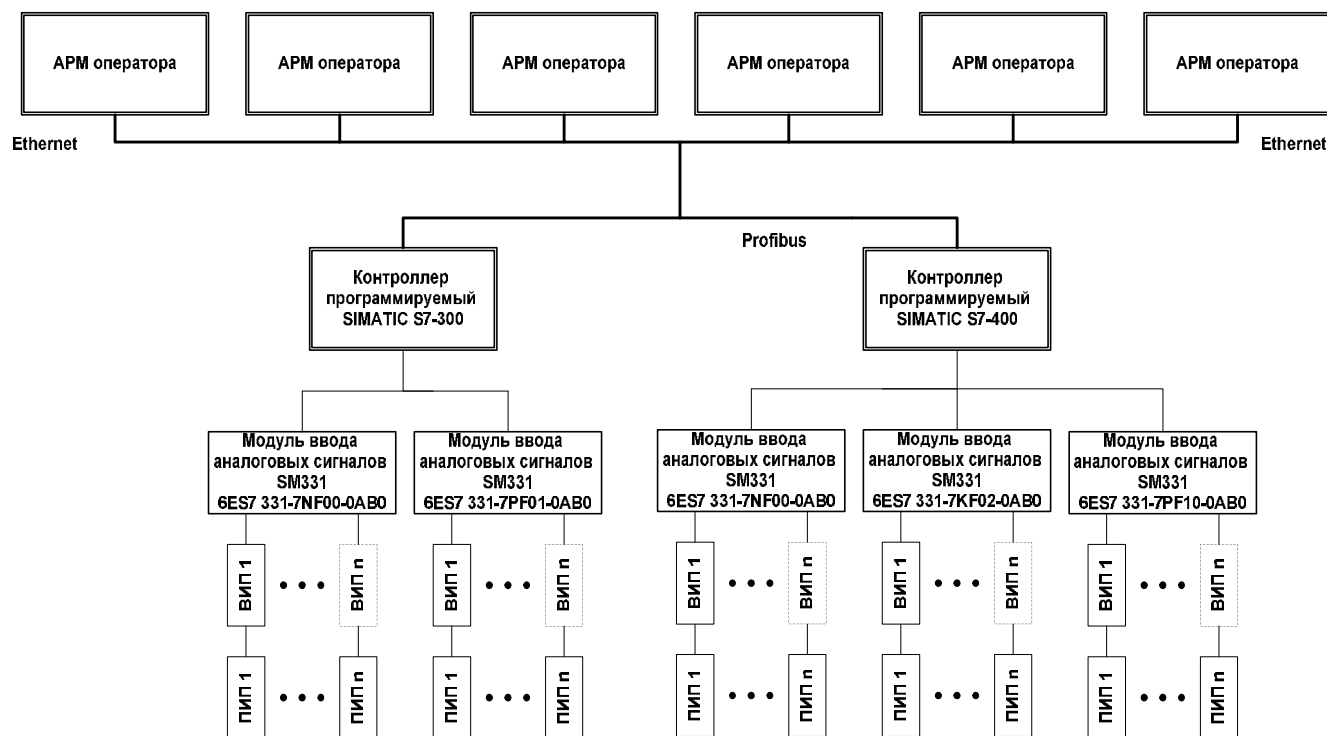 АРМ оператора
АРМ оператора
АРМ оператора
АРМ оператора
АРМ оператора
АРМ оператора
Ethernet
Ethernet
Profibus
Контроллер
программируемый
SIMATIC S7-300
Контроллер
программируемый
SIMATIC S7-400
Модуль ввода
аналоговых сигналов
SM331
6ES7 331-7NF00-0AB0
Модуль ввода
аналоговых сигналов
SM331
6ES7 331-7PF01-0AB0
Модуль ввода
аналоговых сигналов
SM331
6ES7 331-7NF00-0AB0
Модуль ввода
аналоговых сигналов
SM331
6ES7 331-7KF02-0AB0
Модуль ввода
аналоговых сигналов
SM331
6ES7 331-7PF10-0AB0
ВИП 1
ВИП n
ВИП 1
ВИП n
ВИП 1
ВИП n
ВИП 1
ВИП n
ВИП 1
ВИП n
ПИП 1
ПИП n
ПИП 1
ПИП n
ПИП 1
ПИП n
ПИП 1
ПИП n
ПИП 1
ПИП n